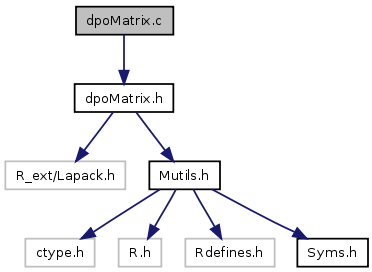 dpoMatrix.c
dpoMatrix.h
R_ext/Lapack.h
Mutils.h
ctype.h
R.h
Rdefines.h
Syms.h